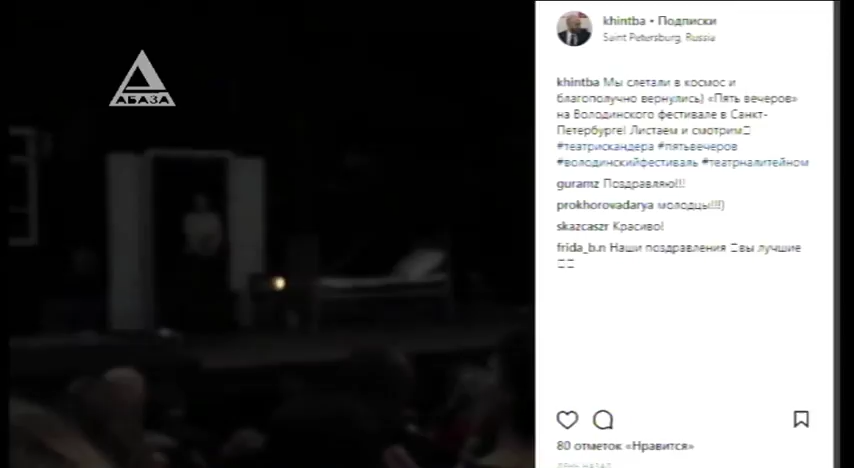 АБАЗА
khintba • Подписки
Saint Petersburg, Russia
khintba Мы слетали в космос и
благополучно вернулись) «Пять вечеров»
на Володинского фестивале в Санкт-
Петербурге! Листаем и смотрим
#театрискандера #пятьвечеров
#володинскийфестиваль #театрналитейном
guramz Поздравляю!!!
prokhorovadarya молодцы!!!)
skazcaszr Красиво!
frida_b.n Наши поздравления вы лучшие
80 отметок «Нравится»
ДЕНЬ НАЗАД